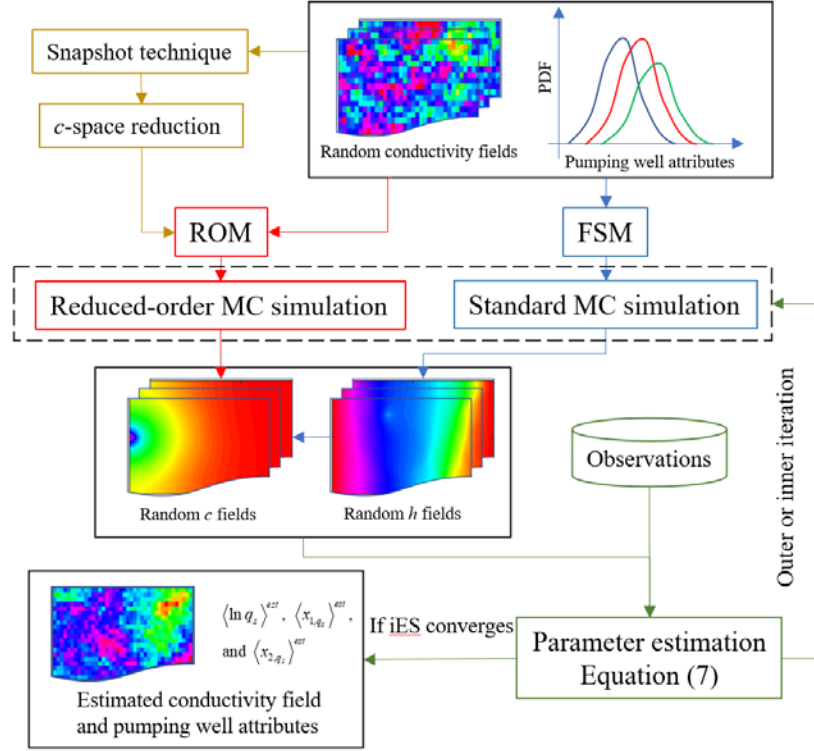 Snapshot technique
c-space reduction
Random conductivity fields
PDF
Pumping well attributes
ROM
FSM
Reduced-order MC simulation
Standard MC simulation
Random c fields
Random h fields
Observations
Outer or inner iteration
⟨ln q_s⟩^est, ⟨x_1,q_s⟩^est,
and ⟨x_2,q_s⟩^est
Estimated conductivity field
and pumping well attributes
If iES converges
Parameter estimation
Equation (7)